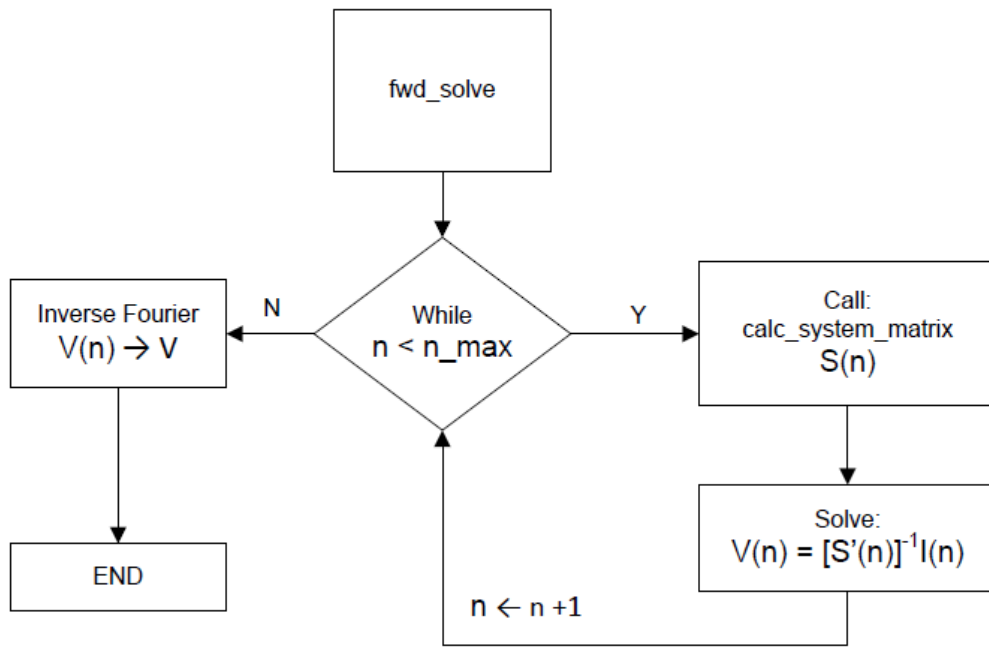 fwd_solve
While
n < n_max
N
Y
Inverse Fourier
V(n) → V
END
Call:
calc_system_matrix
S(n)
Solve:
V(n) = [S’(n)]⁻¹I(n)
n ← n +1